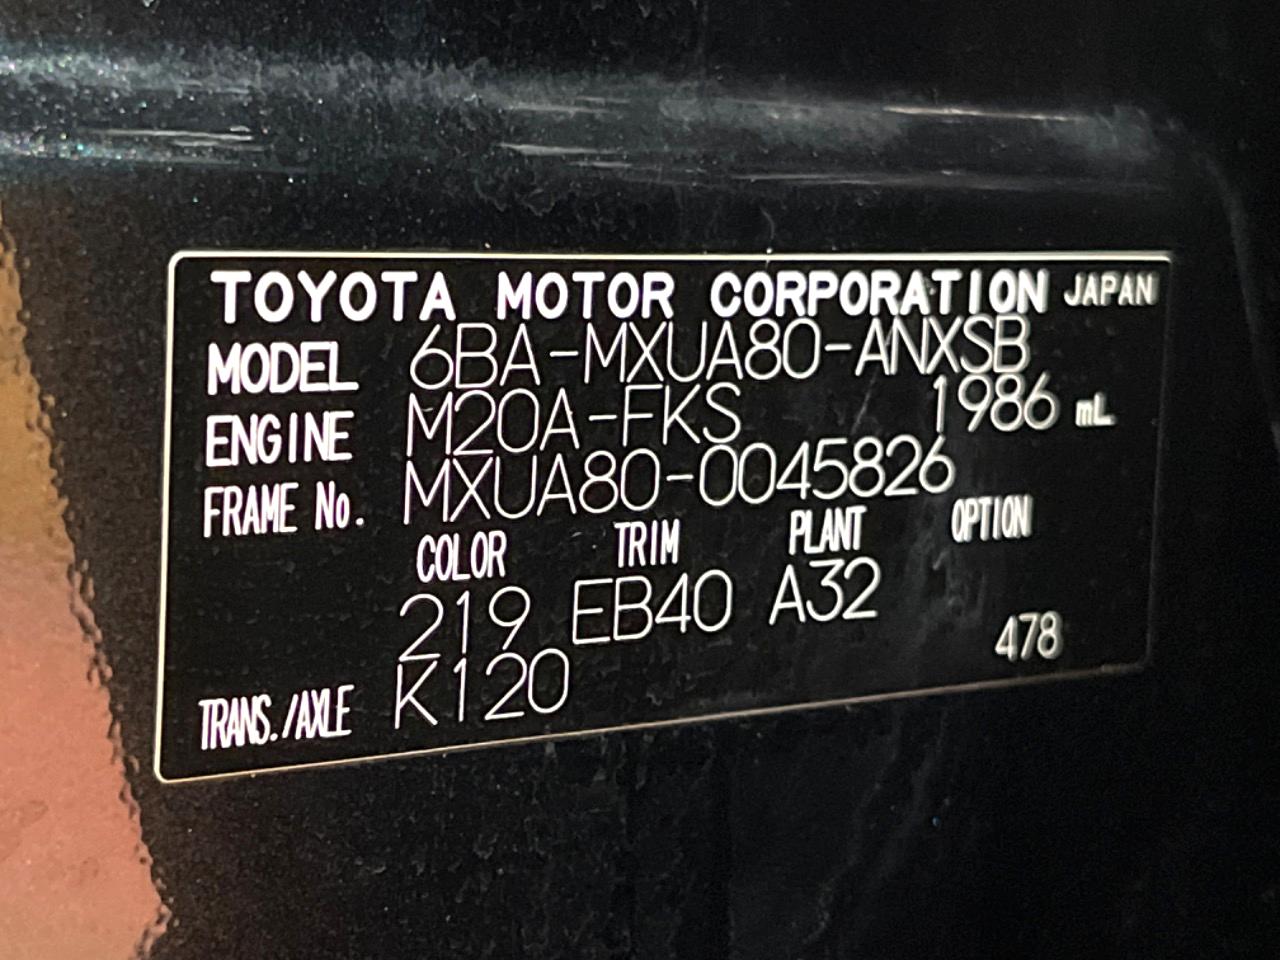 TOYOTA MOTOR CORPORATION JAPAN
MODEL 6BA-MXUA80-ANXSB
ENGINE M20A-FKS 1986 mL
FRAME No. MXUA80-0045826
COLOR TRIM PLANT OPTION
219 EB40 A32
TRANS./AXLE K120 478